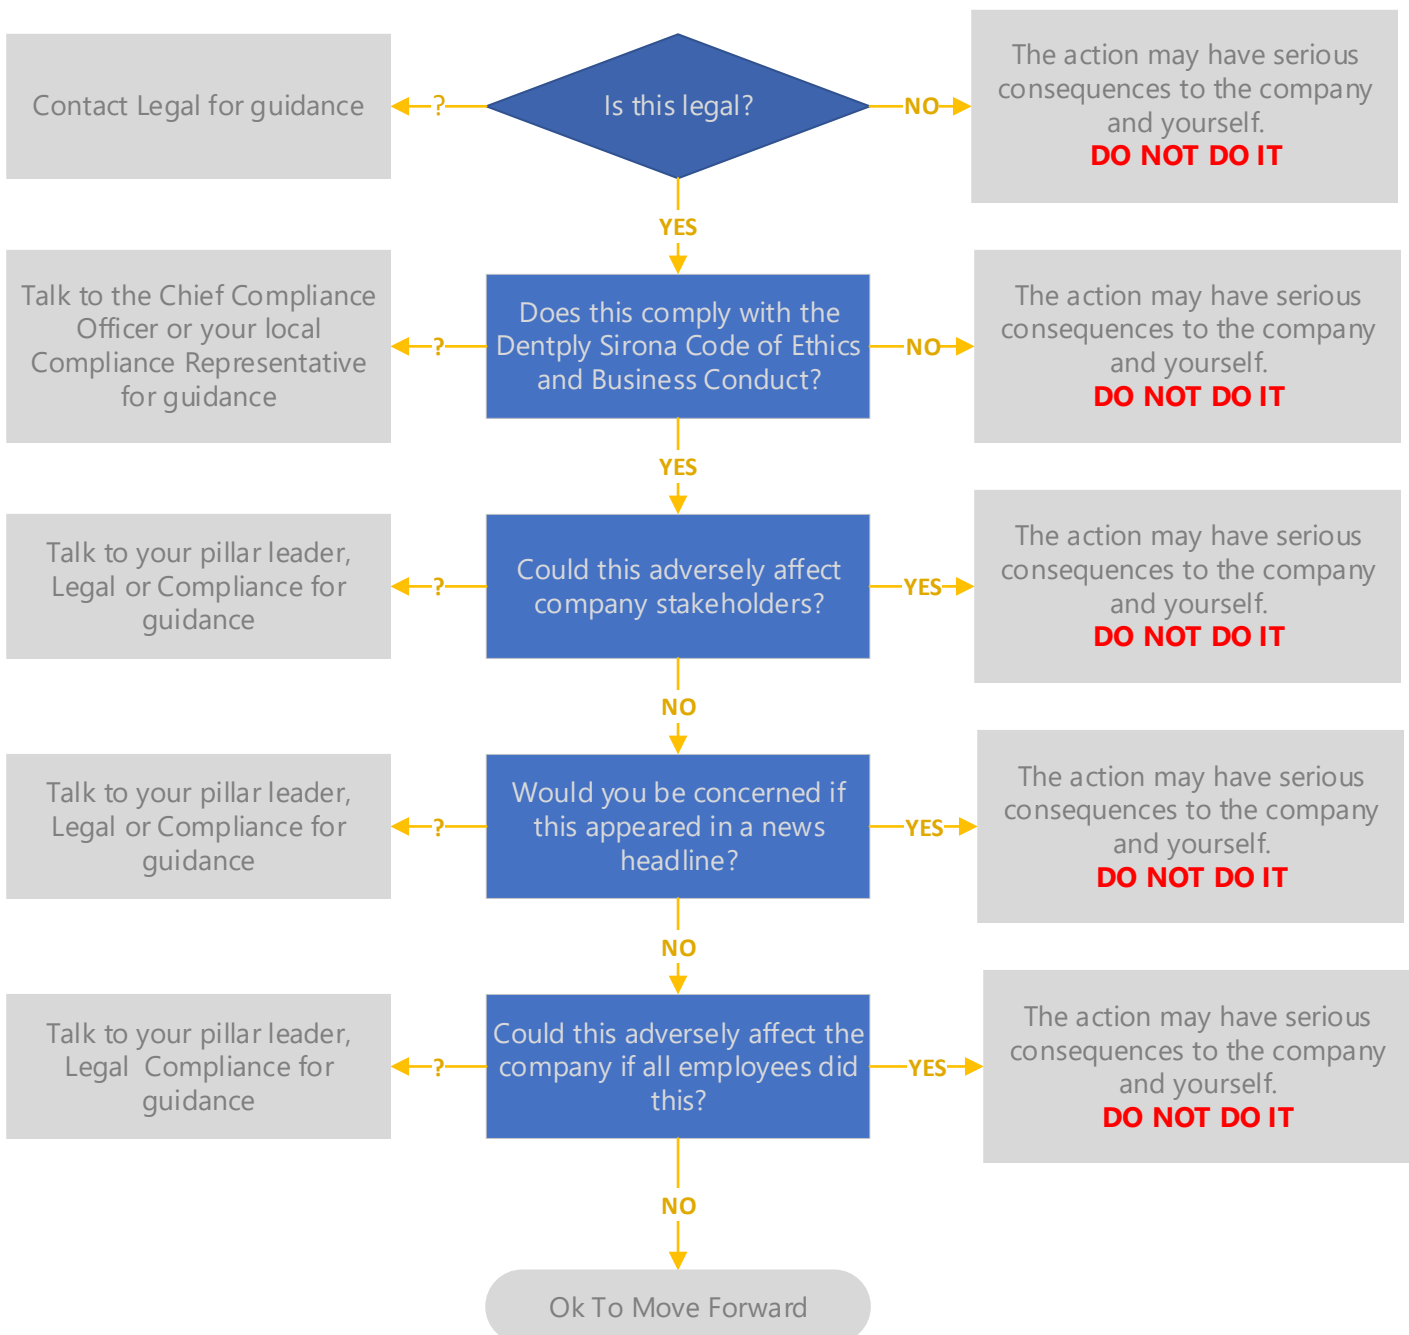 Contact Legal for guidance
?
Is this legal?
NO
The action may have serious
consequences to the company
and yourself.
DO NOT DO IT
YES
Talk to the Chief Compliance
Officer or your local
Compliance Representative
for guidance
?
Does this comply with the
Dentply Sirona Code of Ethics
and Business Conduct?
NO
The action may have serious
consequences to the company
and yourself.
DO NOT DO IT
YES
Talk to your pillar leader,
Legal or Compliance for
guidance
?
Could this adversely affect
company stakeholders?
YES
The action may have serious
consequences to the company
and yourself.
DO NOT DO IT
NO
Talk to your pillar leader,
Legal or Compliance for
guidance
?
Would you be concerned if
this appeared in a news
headline?
YES
The action may have serious
consequences to the company
and yourself.
DO NOT DO IT
NO
Talk to your pillar leader,
Legal  Compliance for
guidance
?
Could this adversely affect the
company if all employees did
this?
YES
The action may have serious
consequences to the company
and yourself.
DO NOT DO IT
NO
Ok To Move Forward